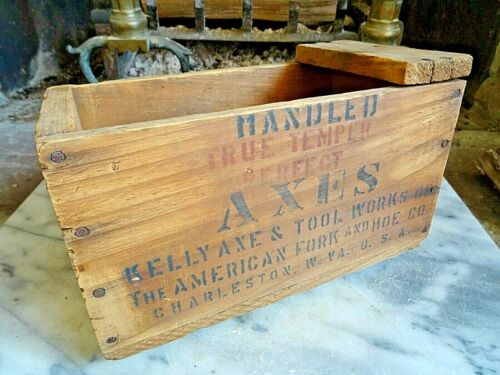 HANDLED
TRUE TEMPER
PERFECT
AXES
KELLY AXE & TOOL WORKS OF
THE AMERICAN FORK AND HOE CO.
CHARLESTON, W. VA. U. S. A.